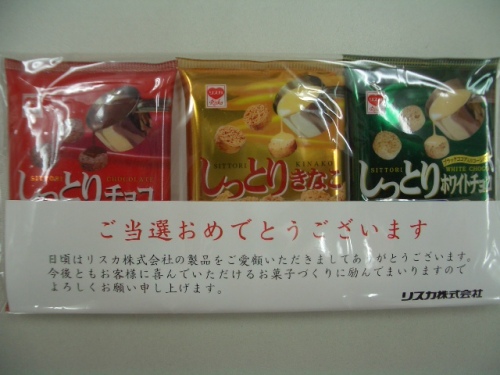 SITTORI
CHOCOLATE
しっとりチョコ
SITTORI
KINAKO
しっとりきなこ
SITTORI
WHITE CHOCO
しっとりホワイトチョコ
ご当選おめでとうございます
日頃はリスカ株式会社の製品をご愛顧いただきましてありがとうございます。
今後ともお客様に喜んでいただけるお菓子づくりに励んでまいりますので
よろしくお願い申し上げます。
リスカ株式会社